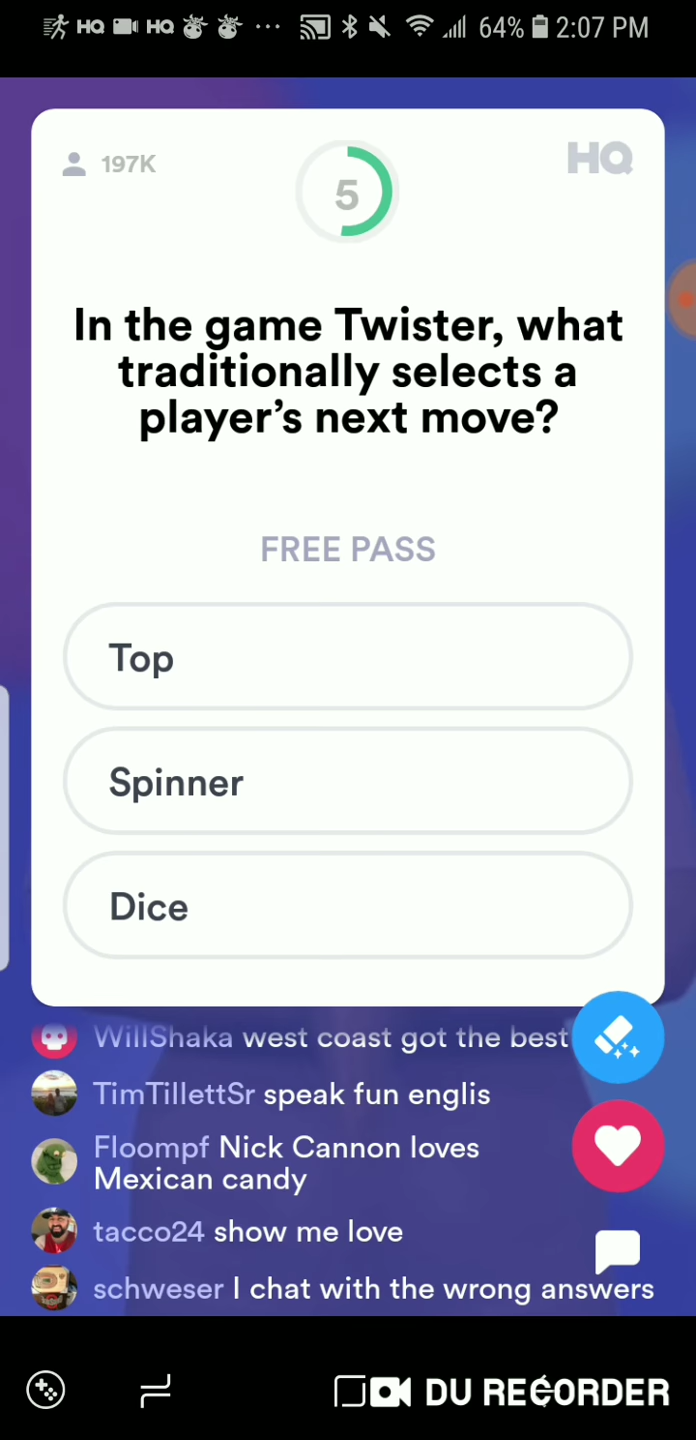 HQ HQ ... 64% 2:07 PM
197K
5
HQ
In the game Twister, what
traditionally selects a
player's next move?
FREE PASS
Top
Spinner
Dice
WillShaka west coast got the best
TimTillettSr speak fun englis
Floompf Nick Cannon loves
Mexican candy
tacco24 show me love
schweser I chat with the wrong answers
DU RECORDER